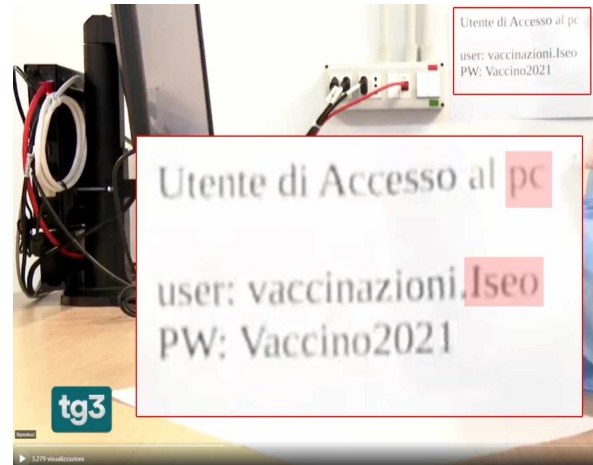 Utente di Accesso al pc
user: vaccinazioni.Iseo
PW: Vaccino2021
Utente di Accesso al pc
user: vaccinazioni.Iseo
PW: Vaccino2021
tg3
Riproduci
3.279 visualizzazioni